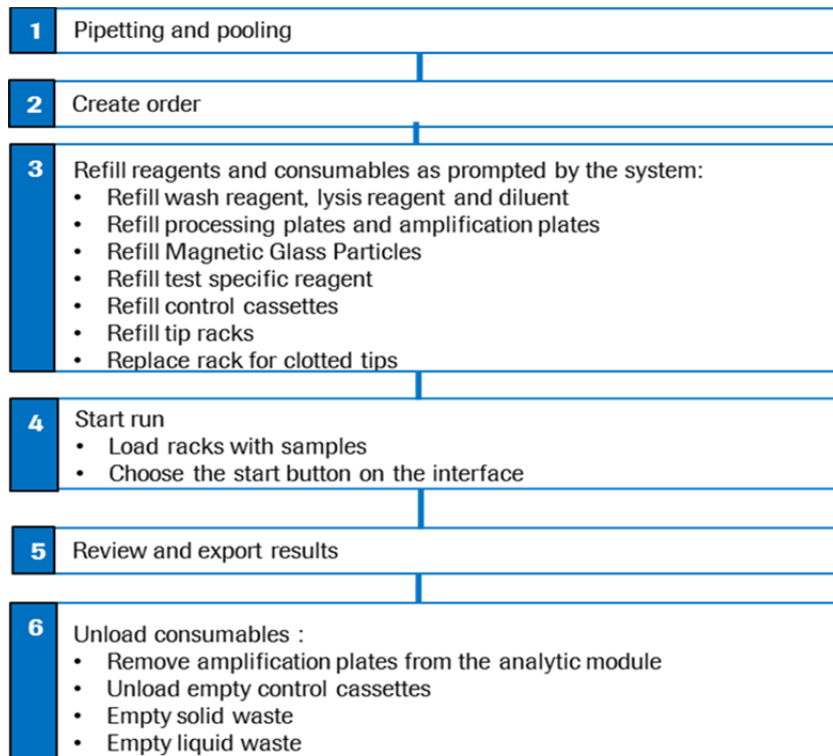 1 Pipetting and pooling
2 Create order
3 Refill reagents and consumables as prompted by the system:
• Refill wash reagent, lysis reagent and diluent
• Refill processing plates and amplification plates
• Refill Magnetic Glass Particles
• Refill test specific reagent
• Refill control cassettes
• Refill tip racks
• Replace rack for clotted tips
4 Start run
• Load racks with samples
• Choose the start button on the interface
5 Review and export results
6 Unload consumables :
• Remove amplification plates from the analytic module
• Unload empty control cassettes
• Empty solid waste
• Empty liquid waste